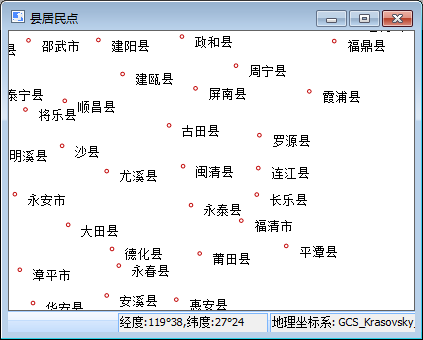 县居民点
政和县
邵武市
建阳县
福鼎县
周宁县
建瓯县
屏南县
泰宁县
霞浦县
顺昌县
将乐县
古田县
罗源县
沙县
明溪县
闽清县
连江县
尤溪县
永安市
长乐县
永泰县
福清市
大田县
平潭县
德化县
莆田县
永春县
漳平市
安溪县
惠安县
华安县
经度:119°38,纬度:27°24
地理坐标系: GCS_Krasovsky_